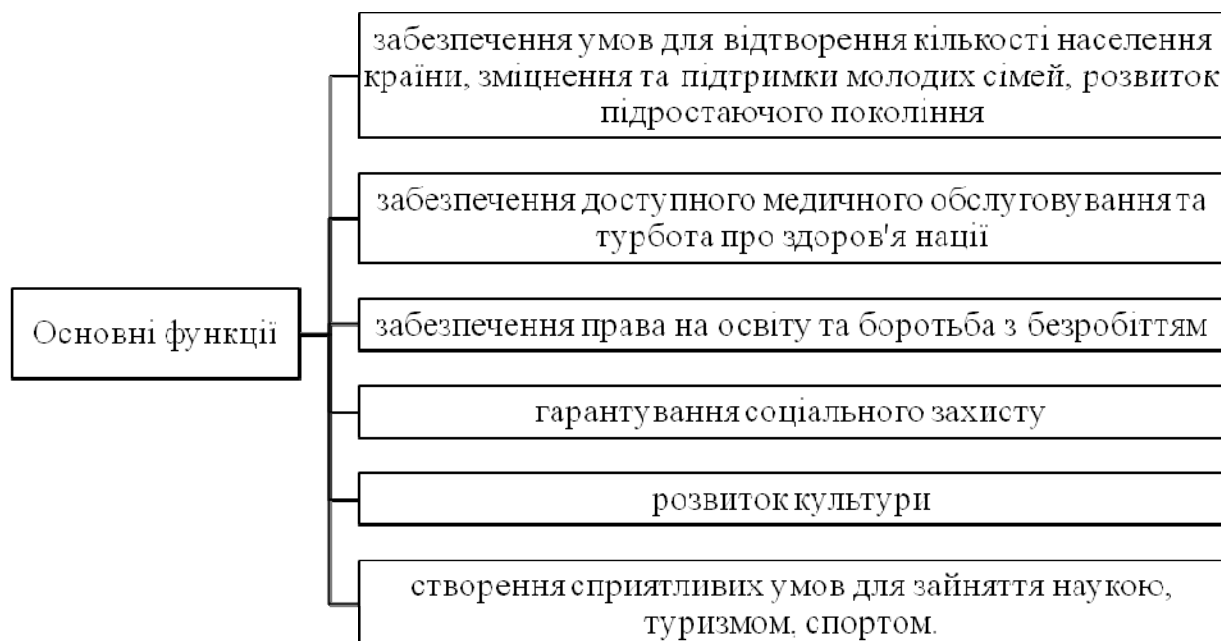 забезпечення умов для відтворення кількості населення
країни, зміцнення та підтримки молодих сімей, розвиток
підростаючого покоління
забезпечення доступного медичного обслуговування та
турбота про здоров'я нації
Основні функції
забезпечення права на освіту та боротьба з безробіттям
гарантування соціального захисту
розвиток культури
створення сприятливих умов для зайняття наукою,
туризмом, спортом.